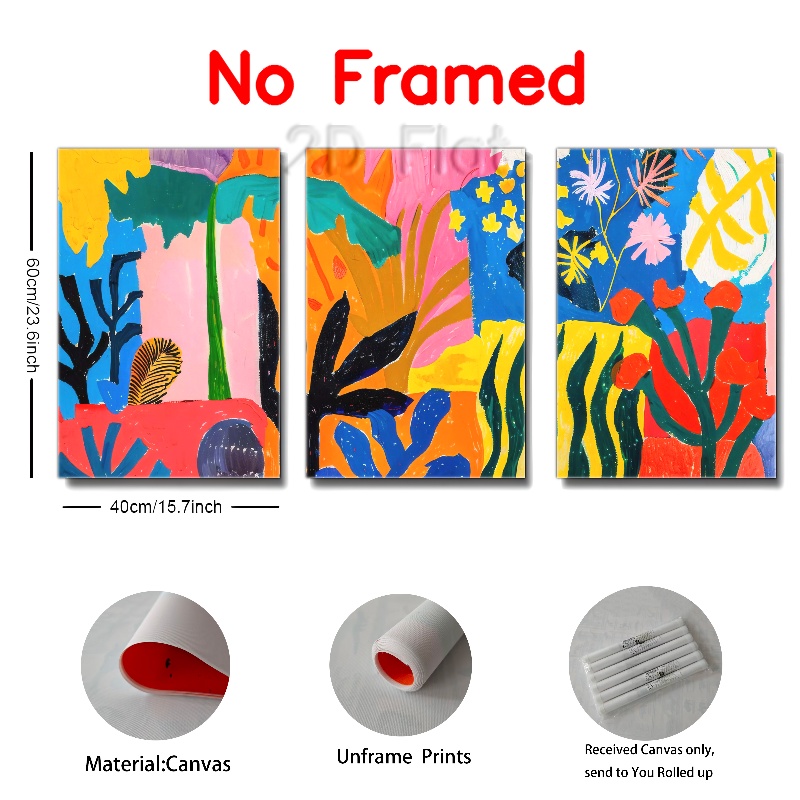 No Framed
2D Flat
60cm/23.6inch
40cm/15.7inch
Material:Canvas
Unframe Prints
Received Canvas only,
send to You Rolled up